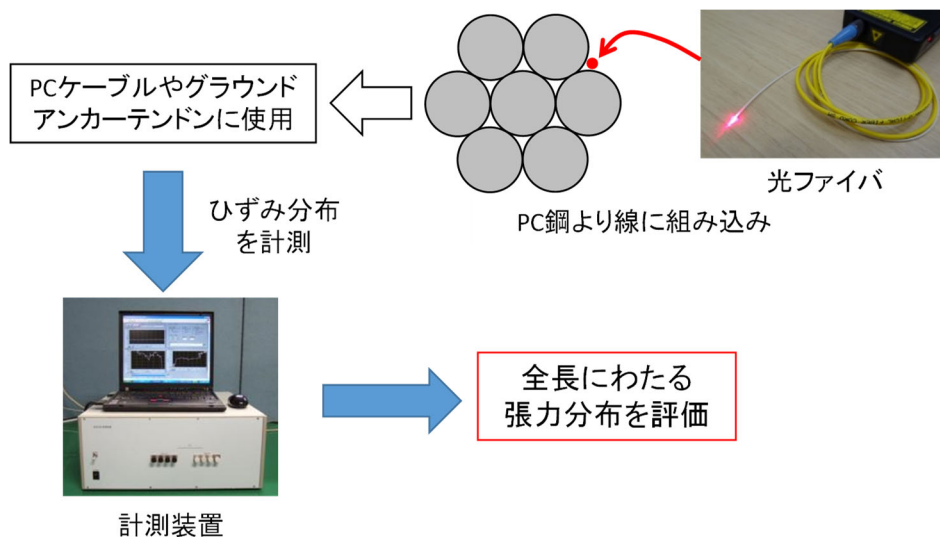 PCケーブルやグラウンド
アンカーテンドンに使用
光ファイバ
PC鋼より線に組み込み
ひずみ分布
を計測
全長にわたる
張力分布を評価
計測装置